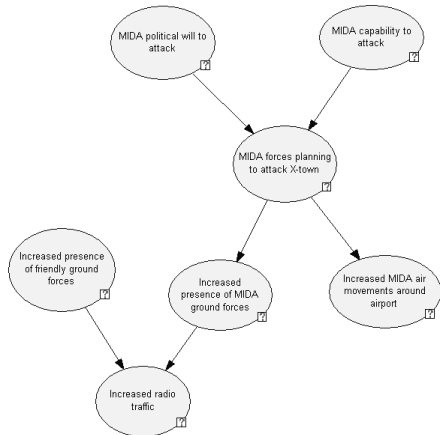 MIDA political will to
attack
?
MIDA capability to
attack
?
MIDA forces planning
to attack X-town
?
Increased presence
of friendly ground
forces
?
Increased
presence of MIDA
ground forces
?
Increased MIDA air
movements around
airport
?
Increased radio
traffic
?